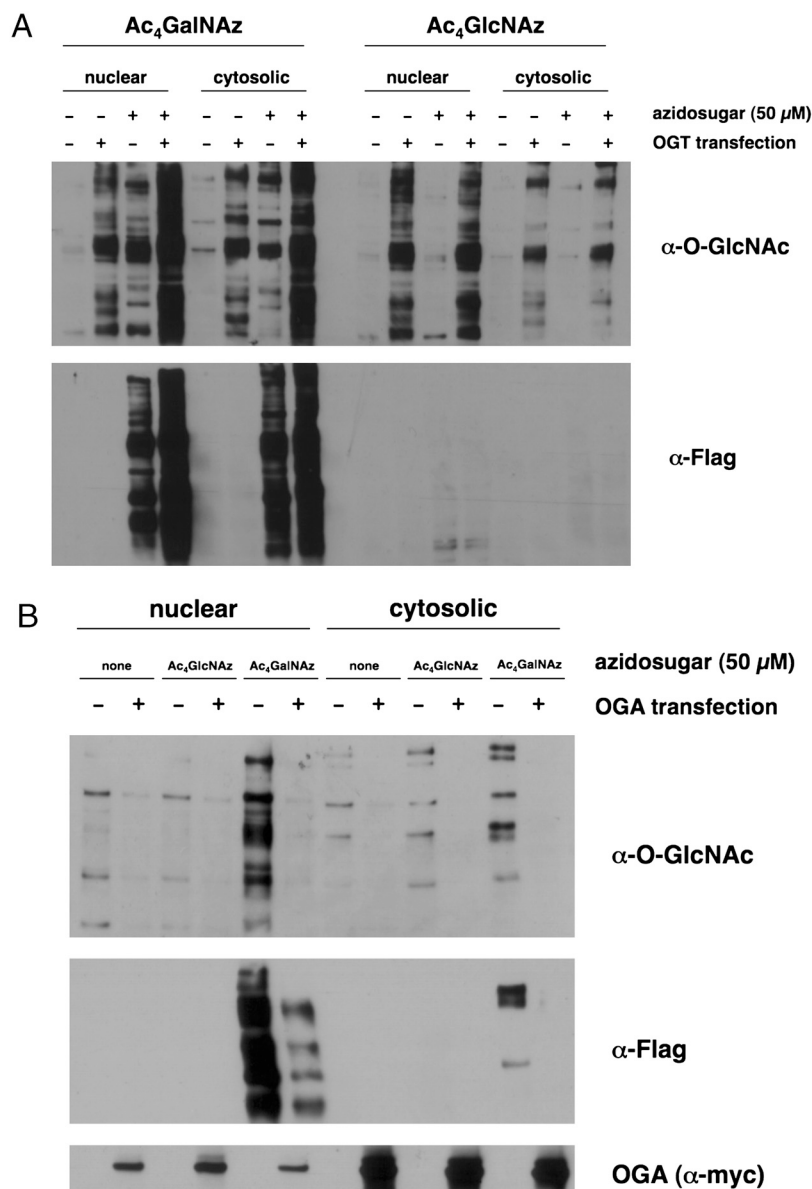 A
Ac₄GalNAz Ac₄GlcNAz
nuclear cytosolic nuclear cytosolic
– – + + – – + + – – + + – – + + azidosugar (50 µM)
– + – + – + – + – + – + – + – + OGT transfection
α-O-GlcNAc
α-Flag
B
nuclear cytosolic
none Ac₄GlcNAz Ac₄GalNAz none Ac₄GlcNAz Ac₄GalNAz azidosugar (50 µM)
– + – + – + – + – + – + OGA transfection
α-O-GlcNAc
α-Flag
OGA (α-myc)